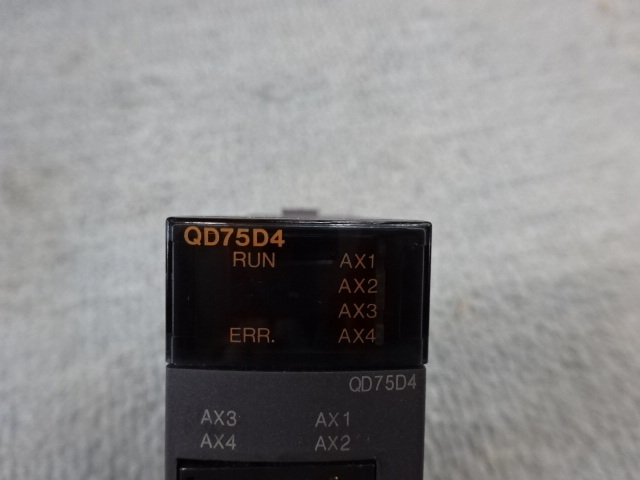 QD75D4
RUN AX1
AX2
AX3
ERR. AX4
QD75D4
AX3 AX1
AX4 AX2